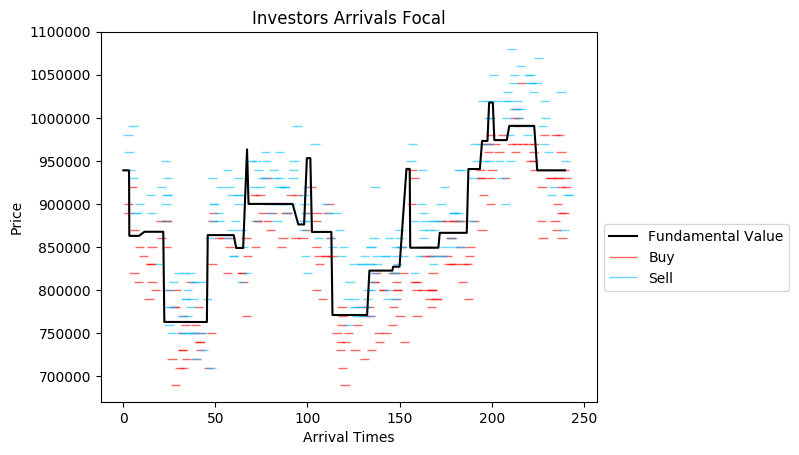 Investors Arrivals Focal
1100000
1050000
1000000
950000
900000
850000
800000
750000
700000
Price
0 50 100 150 200 250
Arrival Times
Fundamental Value
Buy
Sell